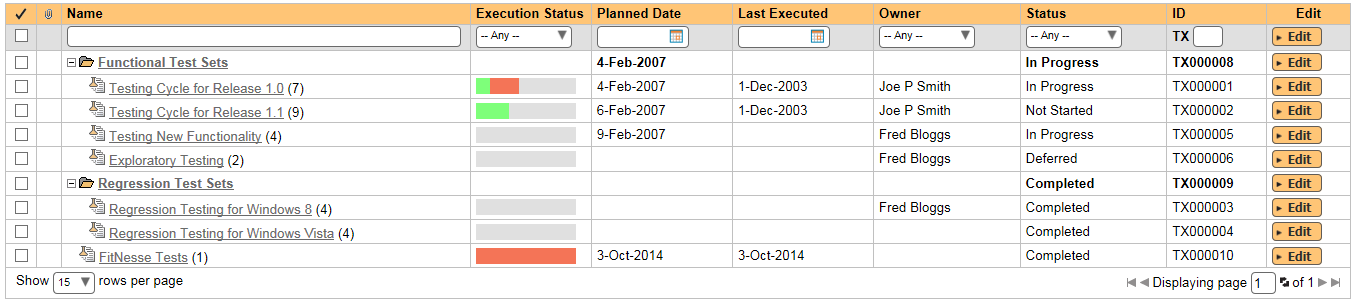 Name Execution Status Planned Date Last Executed Owner Status ID Edit
-- Any -- -- Any -- -- Any -- TX Edit
Functional Test Sets 4-Feb-2007 In Progress TX000008 Edit
Testing Cycle for Release 1.0 (7) 4-Feb-2007 1-Dec-2003 Joe P Smith In Progress TX000001 Edit
Testing Cycle for Release 1.1 (9) 6-Feb-2007 1-Dec-2003 Joe P Smith Not Started TX000002 Edit
Testing New Functionality (4) 9-Feb-2007 Fred Bloggs In Progress TX000005 Edit
Exploratory Testing (2) Fred Bloggs Deferred TX000006 Edit
Regression Test Sets Completed TX000009 Edit
Regression Testing for Windows 8 (4) Fred Bloggs Completed TX000003 Edit
Regression Testing for Windows Vista (4) Completed TX000004 Edit
FitNesse Tests (1) 3-Oct-2014 3-Oct-2014 Completed TX000010 Edit
Show 15 rows per page Displaying page 1 of 1